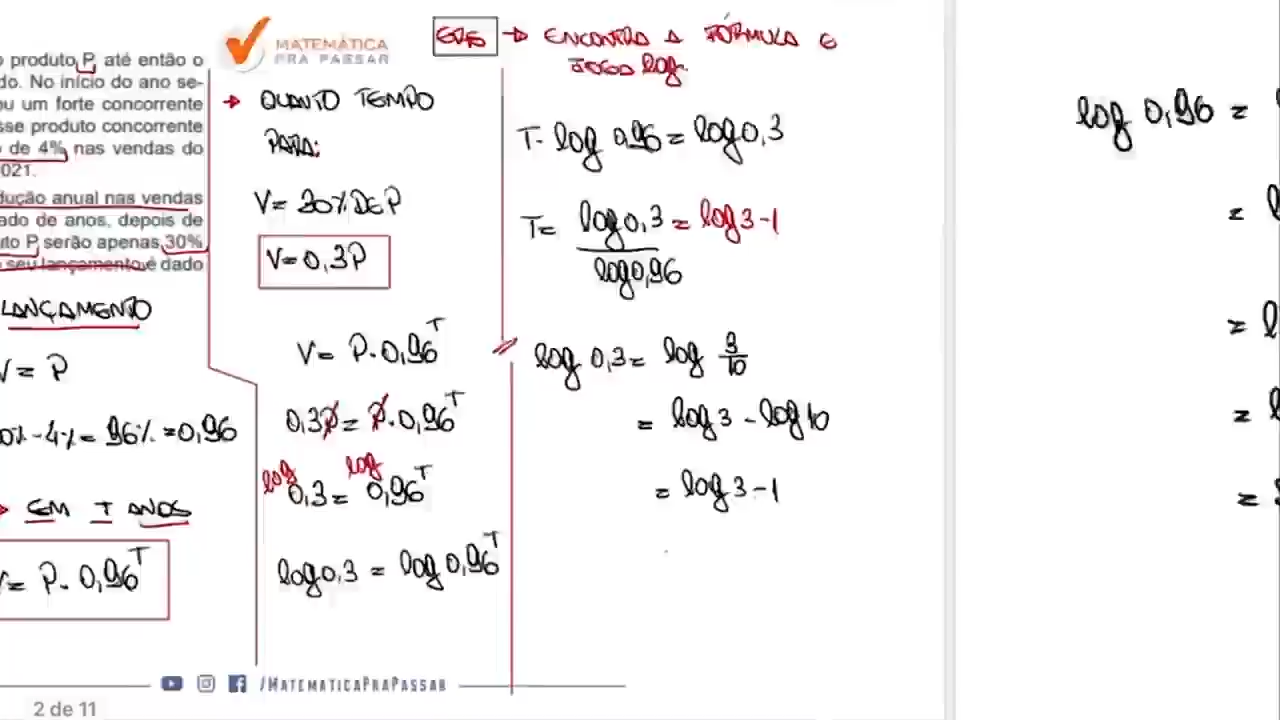 produto P, até então o
do. No início do ano se-
u um forte concorrente
sse produto concorrente
de 4% nas vendas do
021.
dução anual nas vendas
ado de anos, depois de
uto P, serão apenas 30%
seu lançamento é dado
LANÇAMENTO
V = P
0% - 4% = 96% = 0,96
EM T ANOS
V = P. 0,96^T
MATEMÁTICA
PRA PASSAR
→ QUANTO TEMPO
PARA:
V = 30% DE P
V = 0,3P
V = P. 0,96^T
0,3P = P. 0,96^T
log 0,3 = log 0,96^T
log 0,3 = log 0,96^T
→ ENCONTRA A FÓRMULA E
log.
T. log 0,96 = log 0,3
T = log 0,3 / log 0,96 = log 3 - 1
log 0,3 = log 3/10
= log 3 - log 10
= log 3 - 1
log 0,96 =
=
=
=
=
/MATEMATICAPRAPASSAR
2 de 11